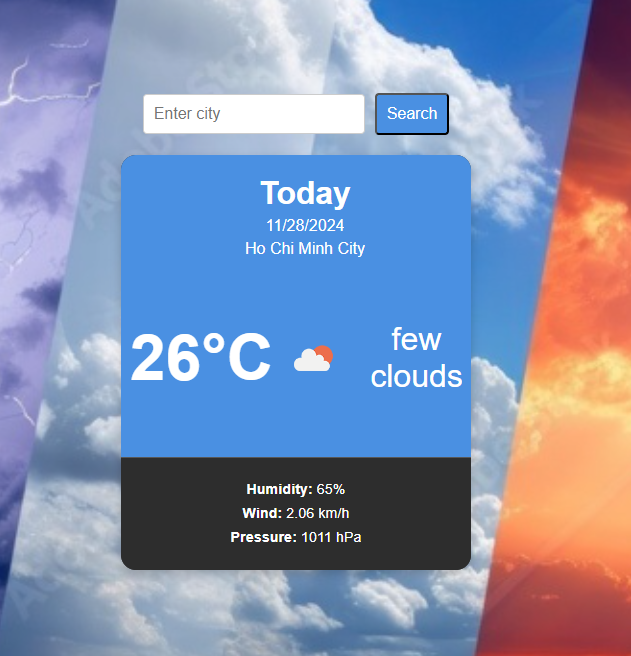 Enter city
Search
Today
11/28/2024
Ho Chi Minh City
26°C
few
clouds
Humidity: 65%
Wind: 2.06 km/h
Pressure: 1011 hPa